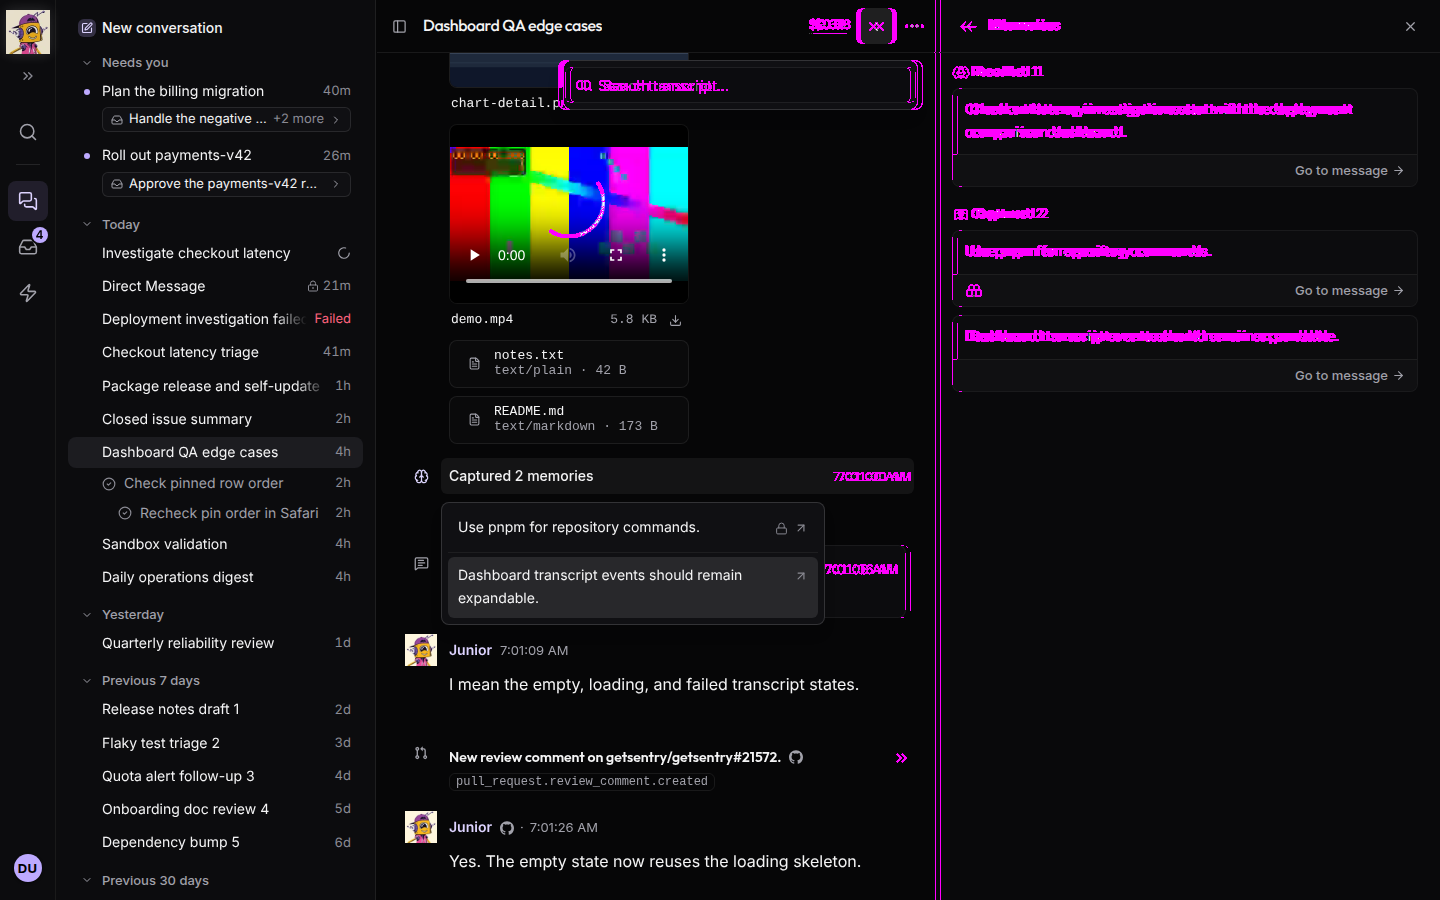 New conversation
Needs you
Plan the billing migration 40m
Handle the negative ... +2 more
Roll out payments-v42 26m
Approve the payments-v42 r...
Today
Investigate checkout latency
4
Direct Message 21m
Deployment investigation failed Failed
Checkout latency triage 41m
Package release and self-update 1h
Closed issue summary 2h
Dashboard QA edge cases 4h
Check pinned row order 2h
Recheck pin order in Safari 2h
Sandbox validation 4h
Daily operations digest 4h
Yesterday
Quarterly reliability review 1d
Previous 7 days
Release notes draft 1 2d
Flaky test triage 2 3d
Quota alert follow-up 3 4d
Onboarding doc review 4 5d
Dependency bump 5 6d
DU
Previous 30 days
Dashboard QA edge cases
Search transcript...
0:00
demo.mp4 5.8 KB
notes.txt
text/plain · 42 B
README.md
text/markdown · 173 B
Captured 2 memories
Use pnpm for repository commands.
Dashboard transcript events should remain
expandable.
Junior 7:01:09 AM
I mean the empty, loading, and failed transcript states.
New review comment on getsentry/getsentry#21572.
pull_request.review_comment.created
Junior · 7:01:26 AM
Yes. The empty state now reuses the loading skeleton.
Go to message
Go to message
Go to message